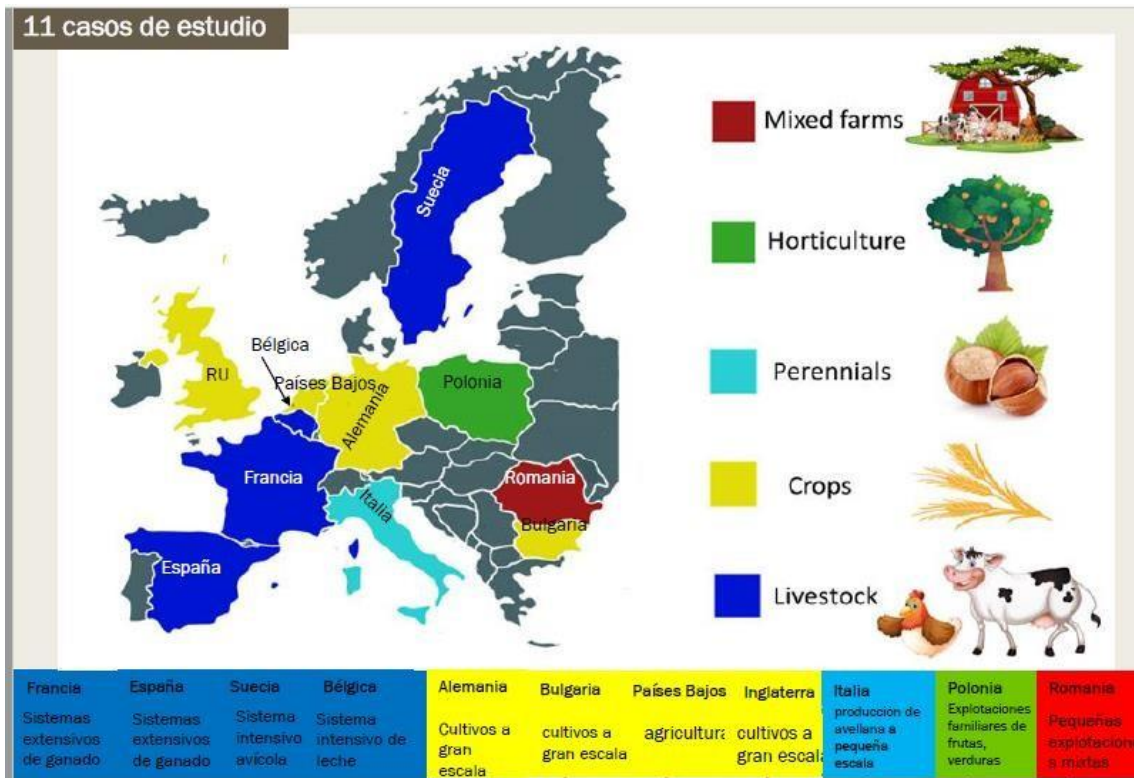 11 casos de estudio
Suecia
Bélgica
RU
Países Bajos
Alemanía
Polonia
Francia
Italia
Romania
Bulgaria
España
Mixed farms
Horticulture
Perennials
Crops
Livestock
Francia
Sistemas
extensivos
de ganado
España
Sistemas
extensivos
de ganado
Suecia
Sistema
intensivo
avícola
Bélgica
Sistema
intensivo de
leche
Alemania
Cultivos a
gran
escala
Bulgaria
cultivos a
gran escala
Países Bajos
agricultura
Inglaterra
cultivos a
gran escala
Italia
produccion de
avellana a
pequeña
escala
Polonia
Explotaciones
familiares de
frutas,
verduras
Romania
Pequeñas